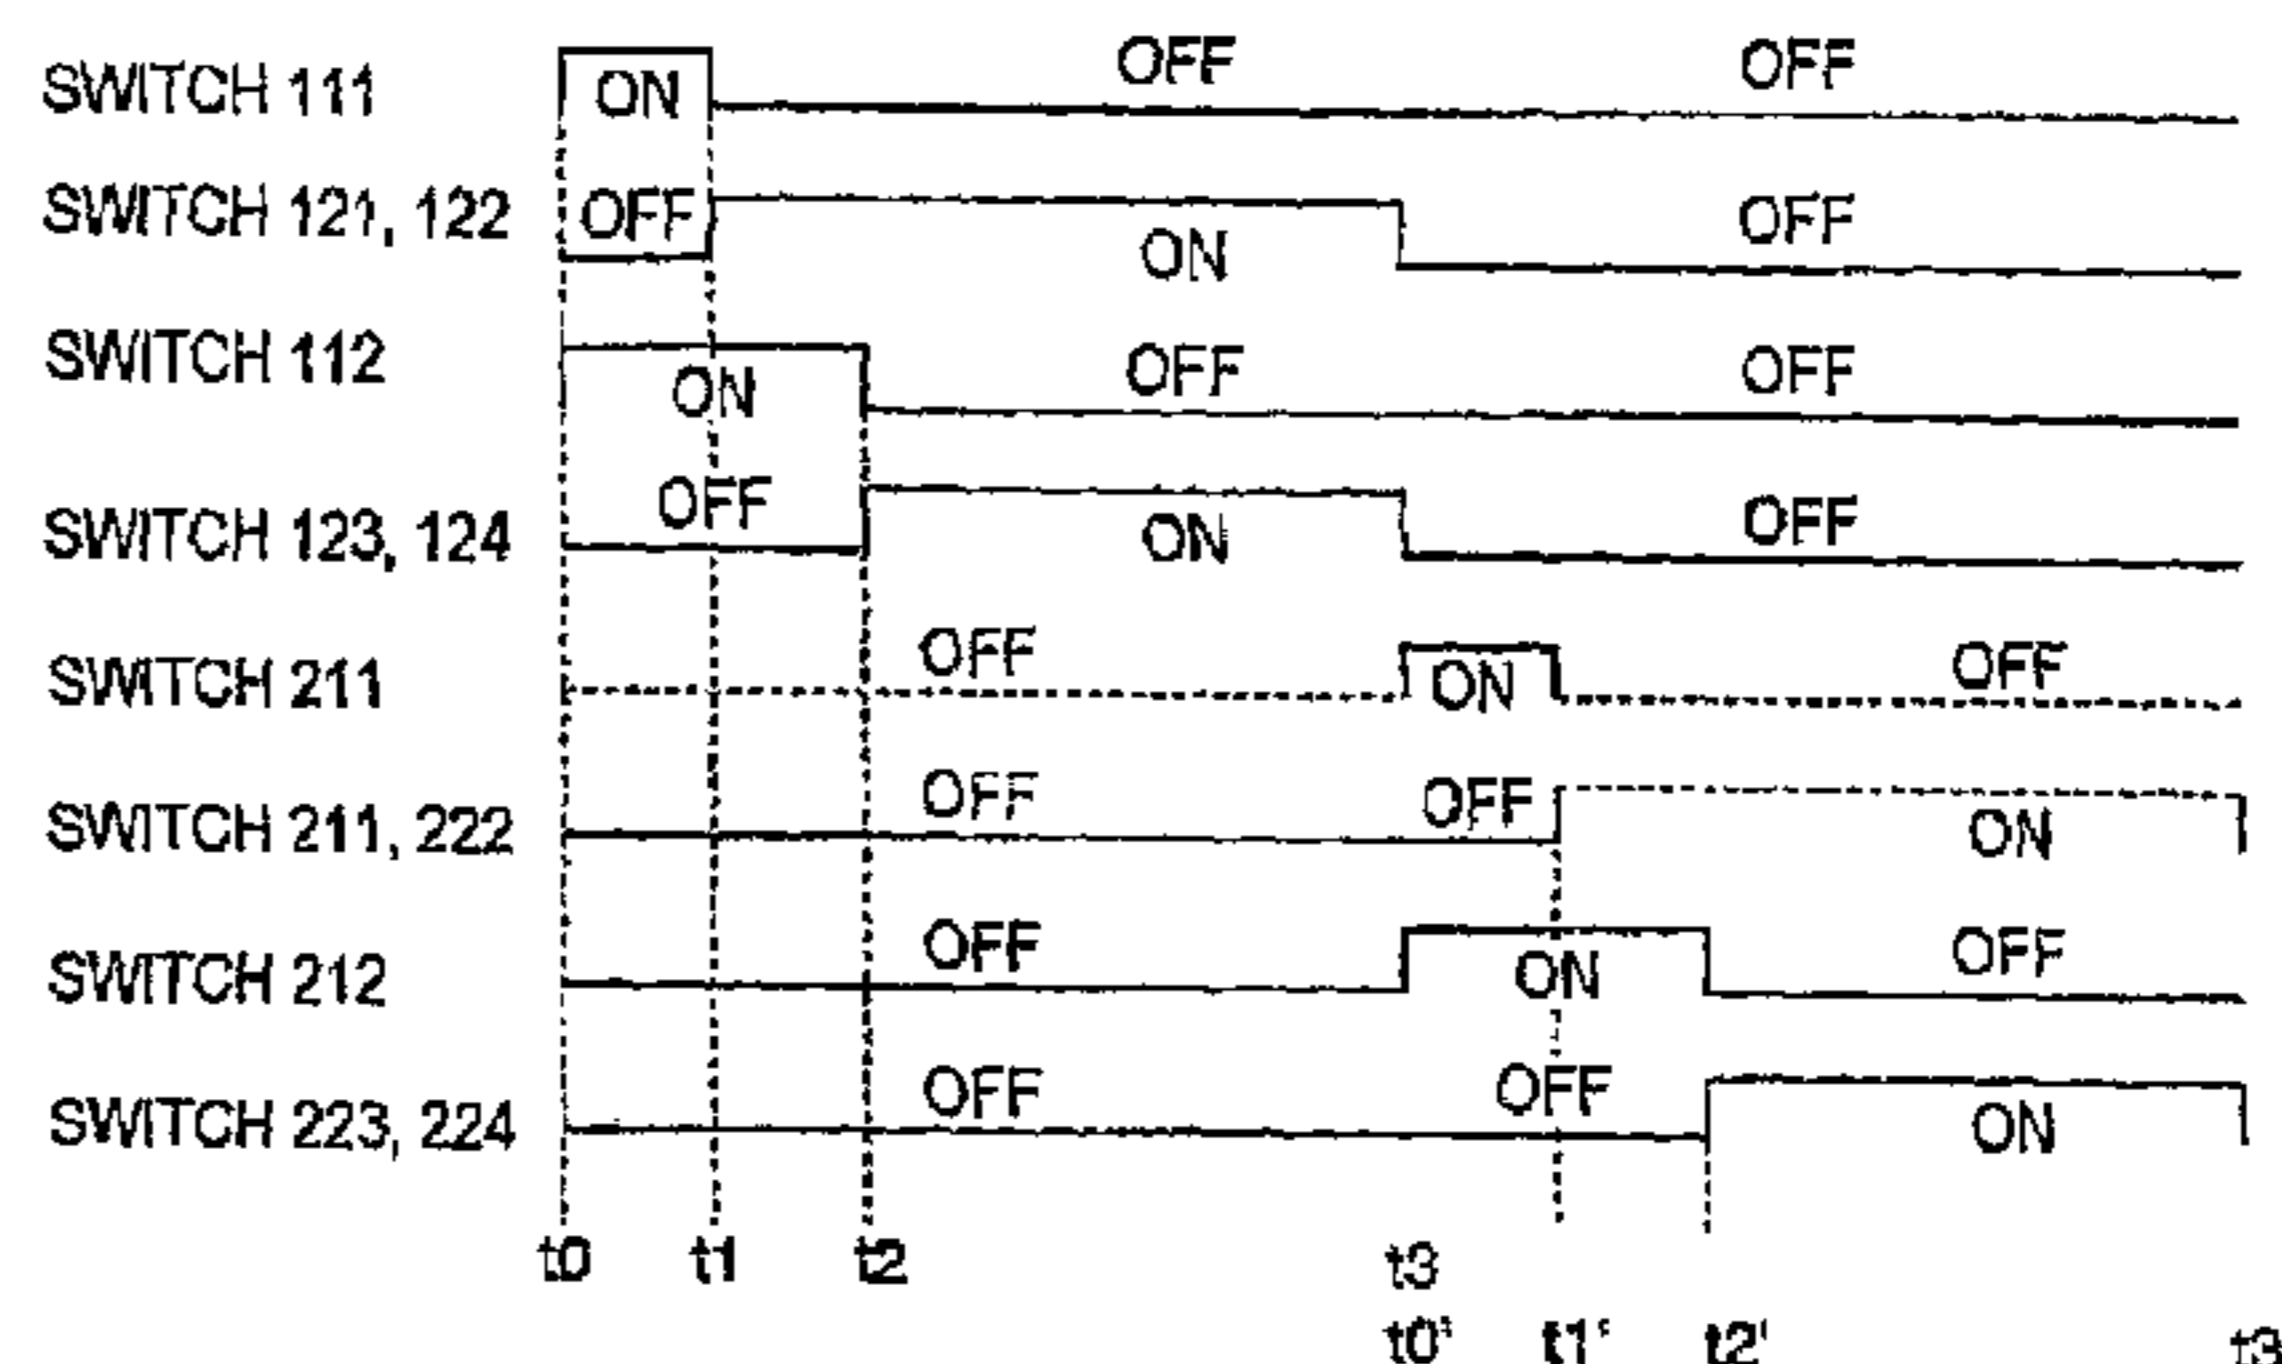 SWITCH 111 ON OFF OFF
SWITCH 121, 122 OFF ON OFF
SWITCH 112 ON OFF OFF
SWITCH 123, 124 OFF ON OFF
SWITCH 211 OFF ON OFF
SWITCH 211, 222 OFF OFF ON
SWITCH 212 OFF ON OFF
SWITCH 223, 224 OFF OFF ON
t0 t1 t2 t3
t0' t1' t2' t3